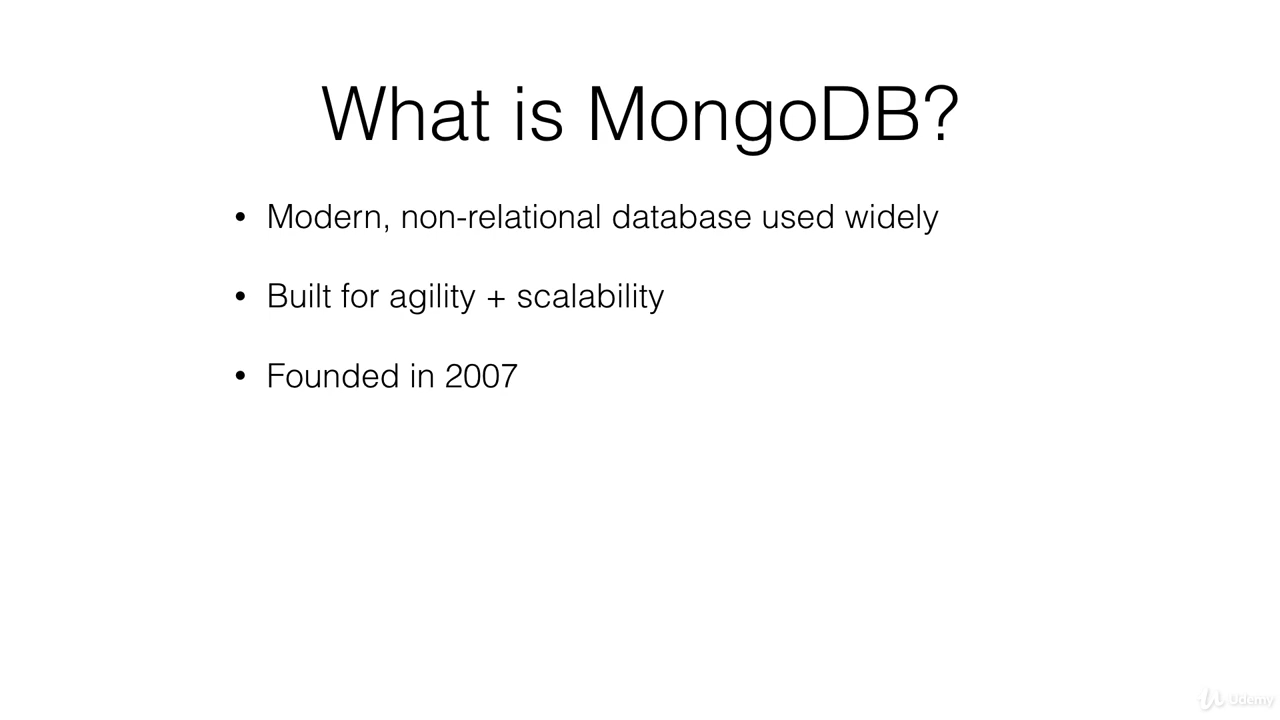 What is MongoDB?
• Modern, non-relational database used widely
• Built for agility + scalability
• Founded in 2007
Udemy